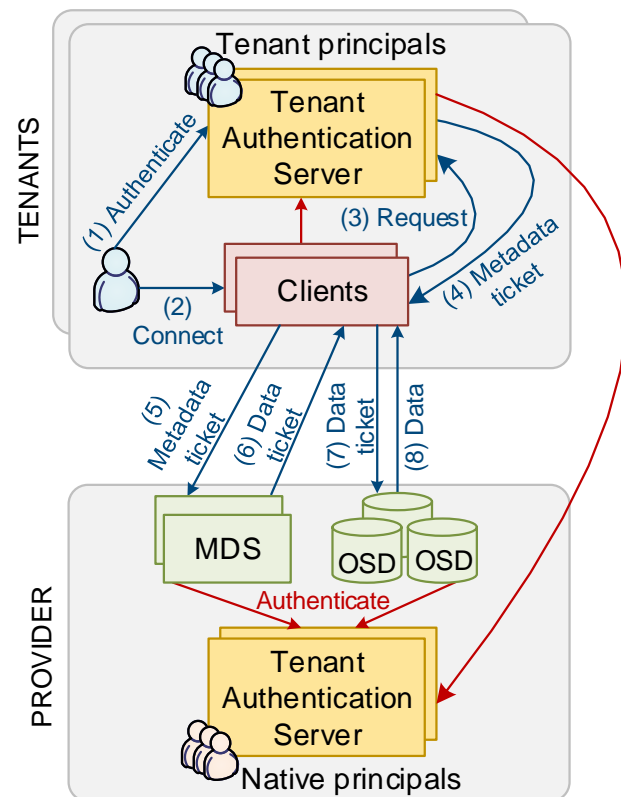 TENANTS
Tenant principals
Tenant
Authentication
Server
(1) Authenticate
(3) Request
(2)
Connect
Clients
(4) Metadata
ticket
(5)
Metadata
ticket
(6) Data
ticket
(7) Data
ticket
(8) Data
PROVIDER
MDS
OSD
OSD
Authenticate
Tenant
Authentication
Server
Native principals